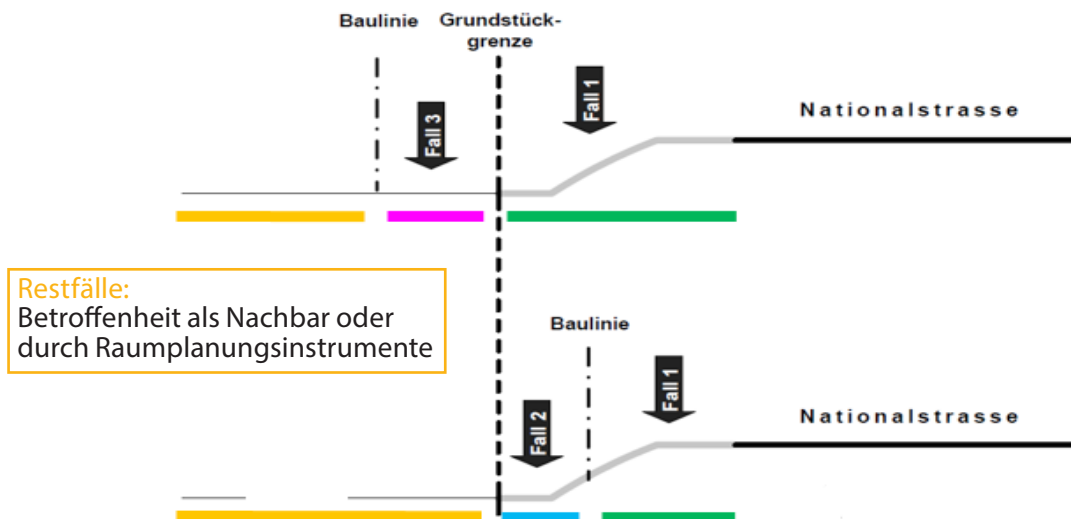 Baulinie
Grundstück-
grenze
Fall 1
Fall 3
Nationalstrasse
Restfälle:
Betroffenheit als Nachbar oder
durch Raumplanungsinstrumente
Baulinie
Fall 1
Fall 2
Nationalstrasse